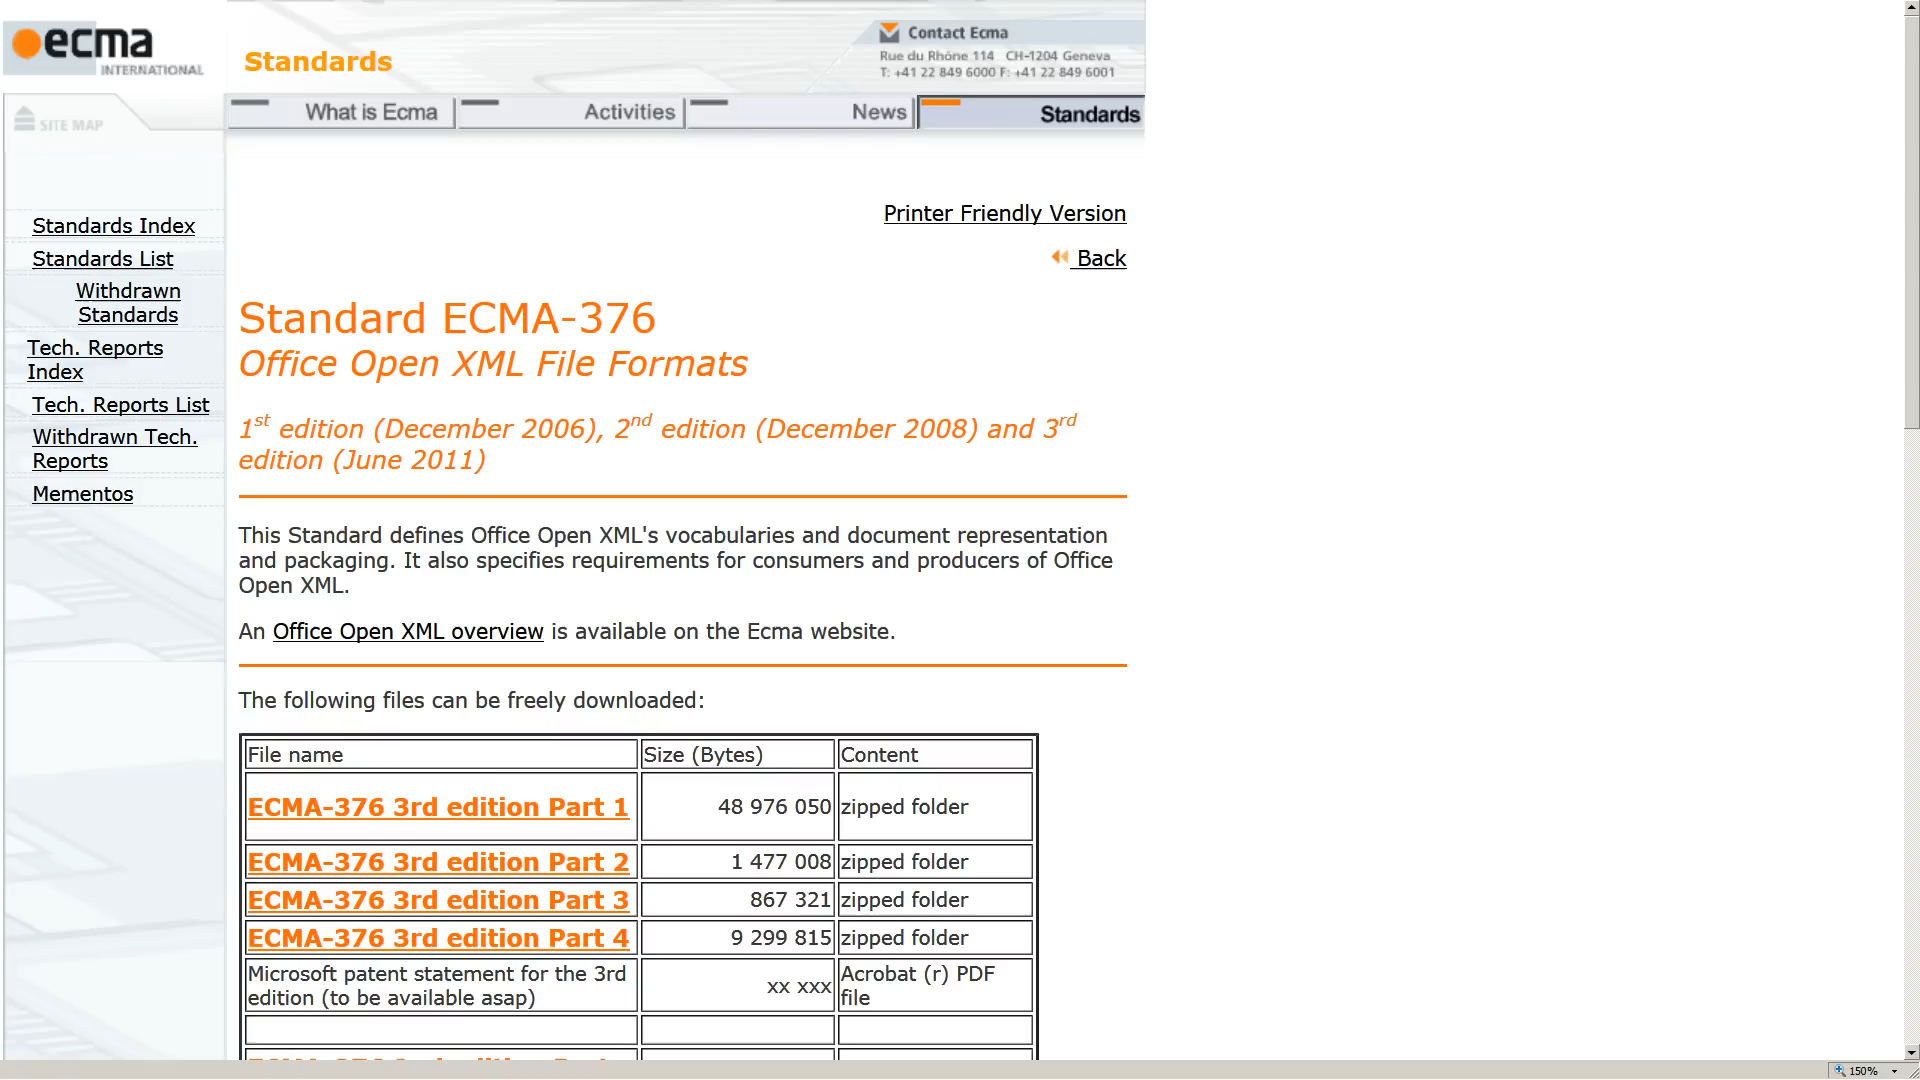 ecma
INTERNATIONAL
Standards
Contact Ecma
Rue du Rhône 114 CH-1204 Geneva
T: +41 22 849 6000 F: +41 22 849 6001
What is Ecma
Activities
News
Standards
SITE MAP
Standards Index
Standards List
Withdrawn
Standards
Tech. Reports
Index
Tech. Reports List
Withdrawn Tech.
Reports
Mementos
Printer Friendly Version
Back
Standard ECMA-376
Office Open XML File Formats
1st edition (December 2006), 2nd edition (December 2008) and 3rd
edition (June 2011)
This Standard defines Office Open XML's vocabularies and document representation
and packaging. It also specifies requirements for consumers and producers of Office
Open XML.
An Office Open XML overview is available on the Ecma website.
The following files can be freely downloaded:
File name Size (Bytes) Content
ECMA-376 3rd edition Part 1 48 976 050 zipped folder
ECMA-376 3rd edition Part 2 1 477 008 zipped folder
ECMA-376 3rd edition Part 3 867 321 zipped folder
ECMA-376 3rd edition Part 4 9 299 815 zipped folder
Microsoft patent statement for the 3rd
edition (to be available asap)
xx xxx
Acrobat (r) PDF
file
150%